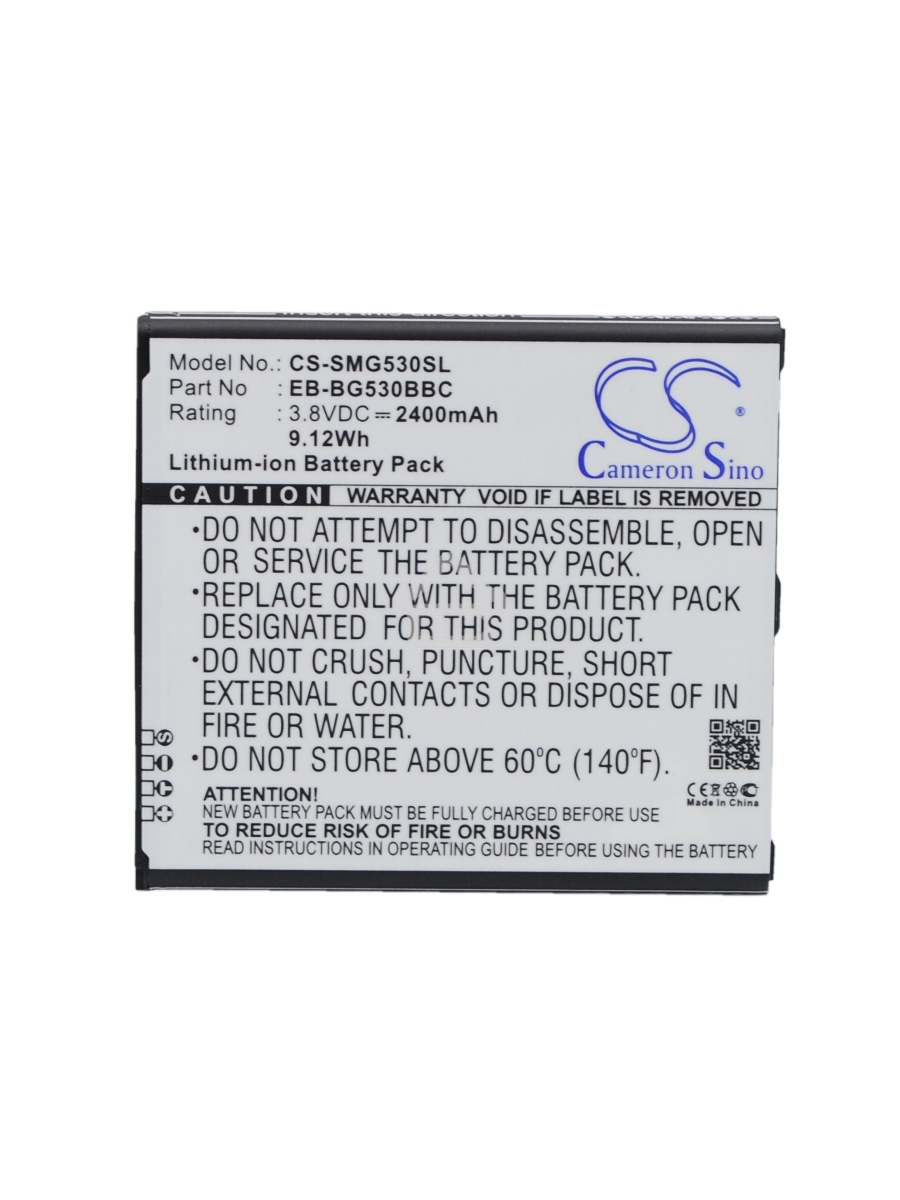 Insert this direction
Model No.: CS-SMG530SL
Part No : EB-BG530BBC
Rating : 3.8VDC⎓2400mAh
9.12Wh
Lithium-ion Battery Pack
CS ®
Cameron Sino
CAUTION WARRANTY VOID IF LABEL IS REMOVED
•DO NOT ATTEMPT TO DISASSEMBLE, OPEN
OR SERVICE THE BATTERY PACK.
•REPLACE ONLY WITH THE BATTERY PACK
DESIGNATED FOR THIS PRODUCT.
•DO NOT CRUSH, PUNCTURE, SHORT
EXTERNAL CONTACTS OR DISPOSE OF IN
FIRE OR WATER.
•DO NOT STORE ABOVE 60°C (140°F).
CE
Made in China
ATTENTION!
NEW BATTERY PACK MUST BE FULLY CHARGED BEFORE USE
TO REDUCE RISK OF FIRE OR BURNS
READ INSTRUCTIONS IN OPERATING GUIDE BEFORE USING THE BATTERY